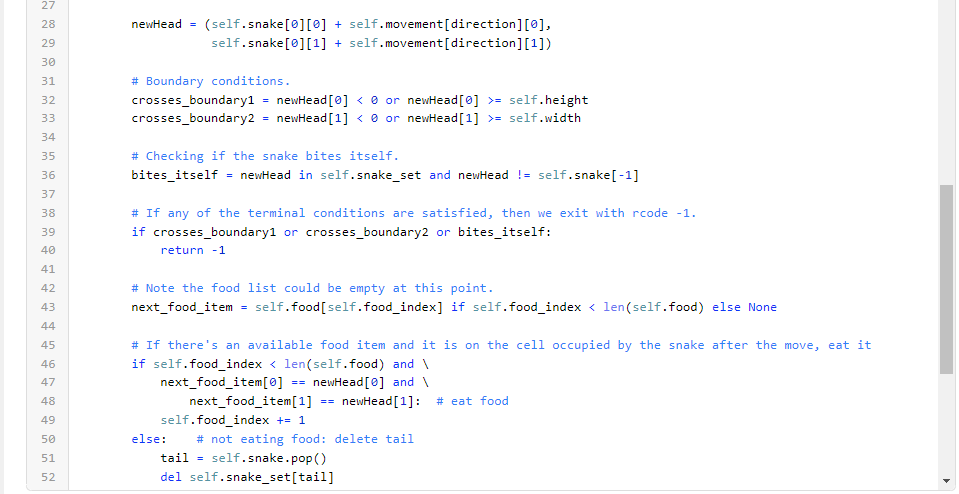 27
28 newHead = (self.snake[0][0] + self.movement[direction][0],
29 self.snake[0][1] + self.movement[direction][1])
30
31 # Boundary conditions.
32 crosses_boundary1 = newHead[0] < 0 or newHead[0] >= self.height
33 crosses_boundary2 = newHead[1] < 0 or newHead[1] >= self.width
34
35 # Checking if the snake bites itself.
36 bites_itself = newHead in self.snake_set and newHead != self.snake[-1]
37
38 # If any of the terminal conditions are satisfied, then we exit with rcode -1.
39 if crosses_boundary1 or crosses_boundary2 or bites_itself:
40 return -1
41
42 # Note the food list could be empty at this point.
43 next_food_item = self.food[self.food_index] if self.food_index < len(self.food) else None
44
45 # If there's an available food item and it is on the cell occupied by the snake after the move, eat it
46 if self.food_index < len(self.food) and \
47 next_food_item[0] == newHead[0] and \
48 next_food_item[1] == newHead[1]: # eat food
49 self.food_index += 1
50 else: # not eating food: delete tail
51 tail = self.snake.pop()
52 del self.snake_set[tail]